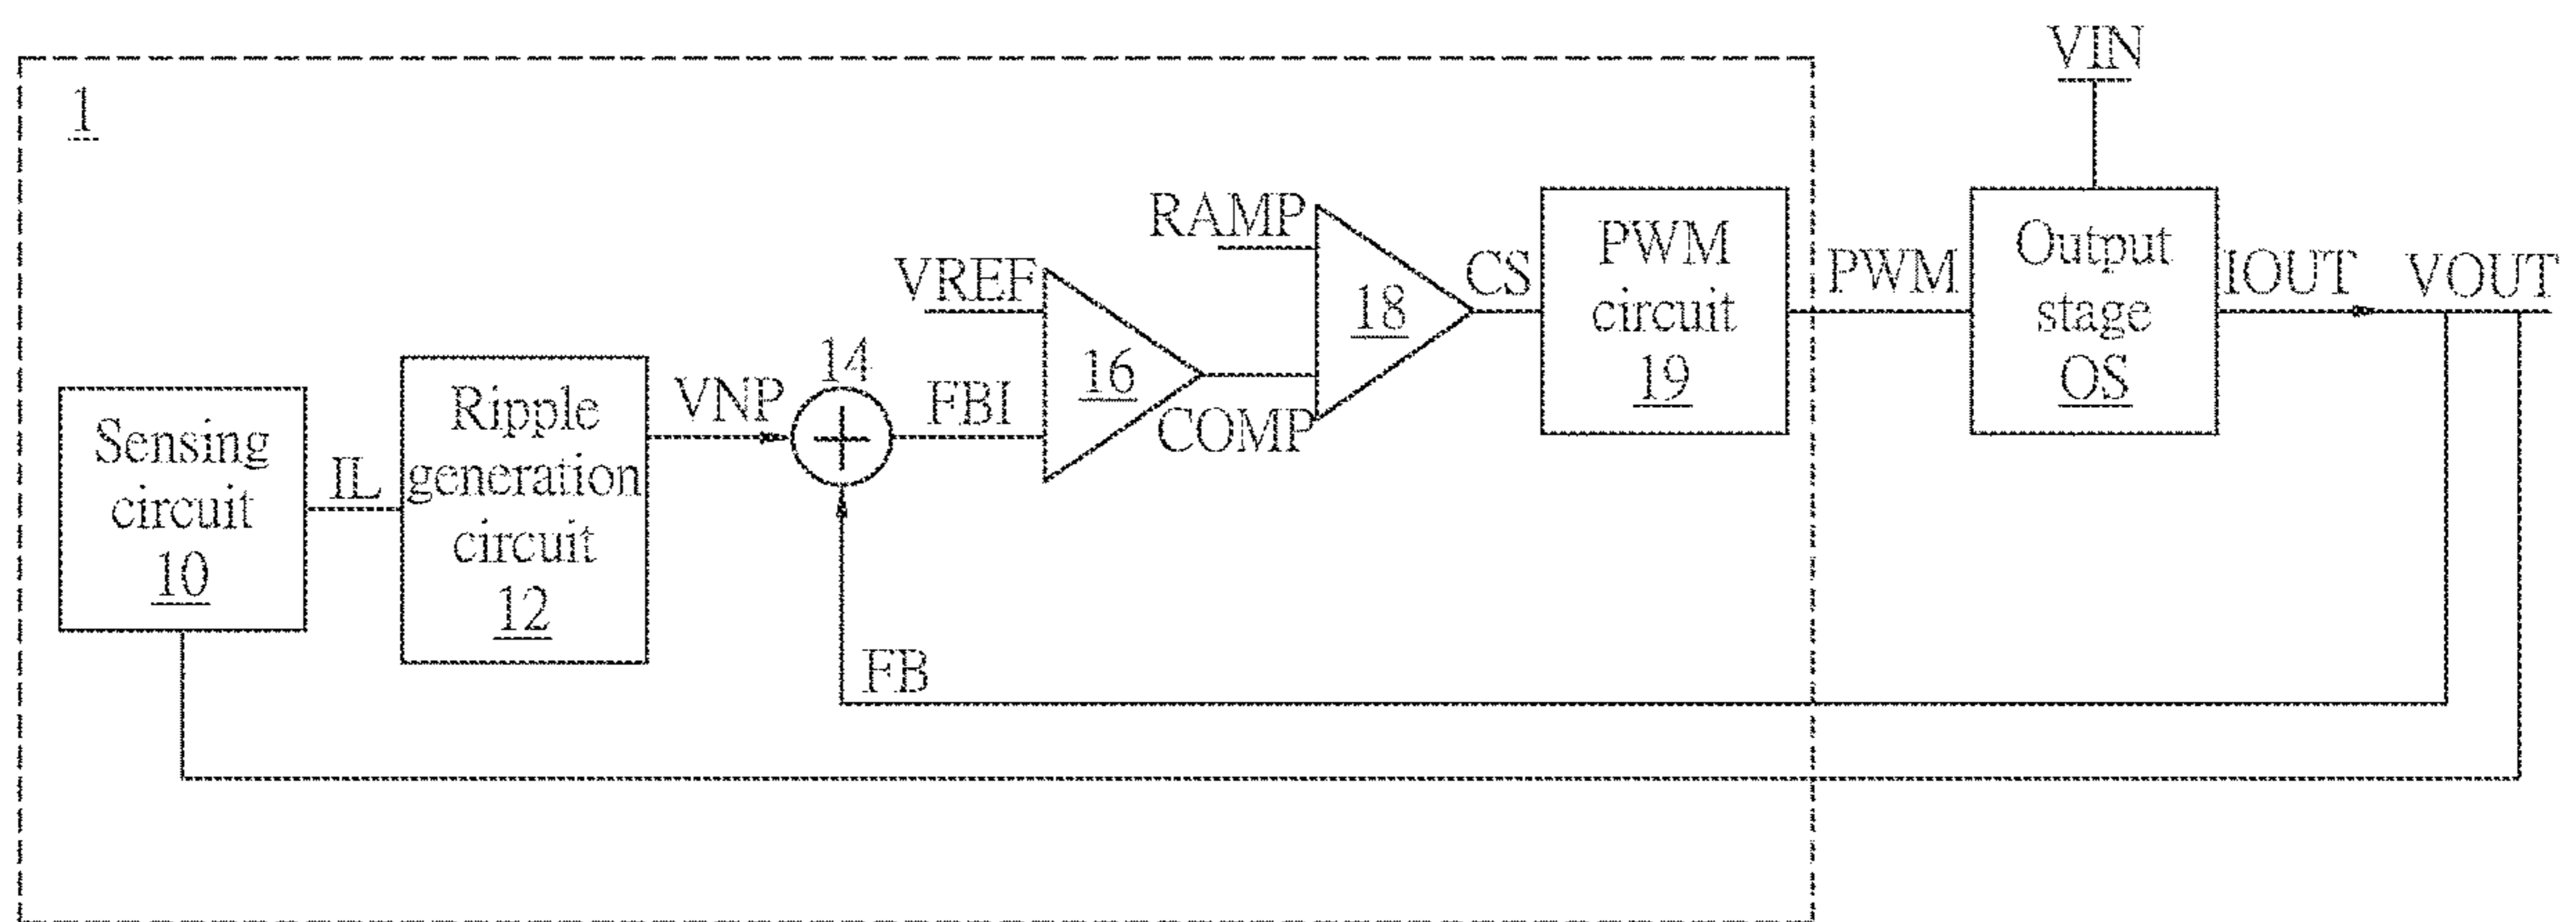 VIN
1
RAMP
VREF
CS
PWM
circuit
19
PWM
Output
stage
OS
IOUT
VOUT
18
14
16
COMP
Sensing
circuit
10
IL
Ripple
generation
circuit
12
VNP
FBI
FB